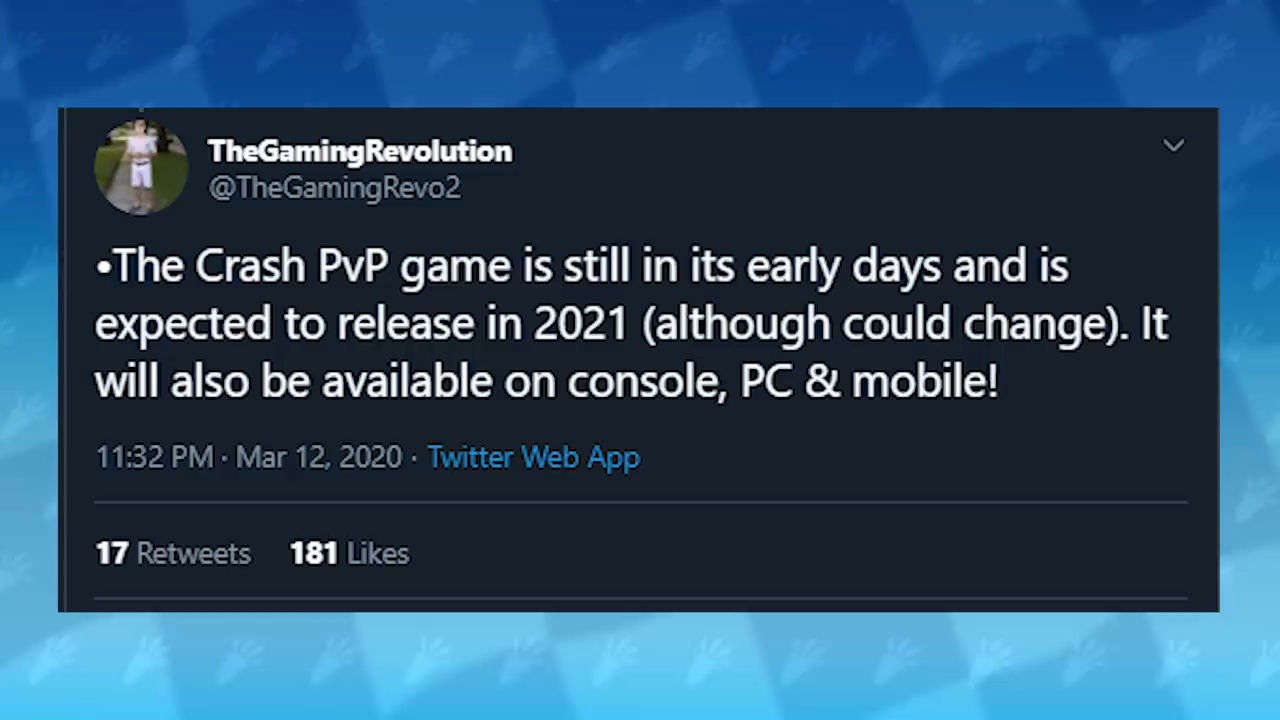 TheGamingRevolution
@TheGamingRevo2
•The Crash PvP game is still in its early days and is
expected to release in 2021 (although could change). It
will also be available on console, PC & mobile!
11:32 PM · Mar 12, 2020 · Twitter Web App
17 Retweets 181 Likes